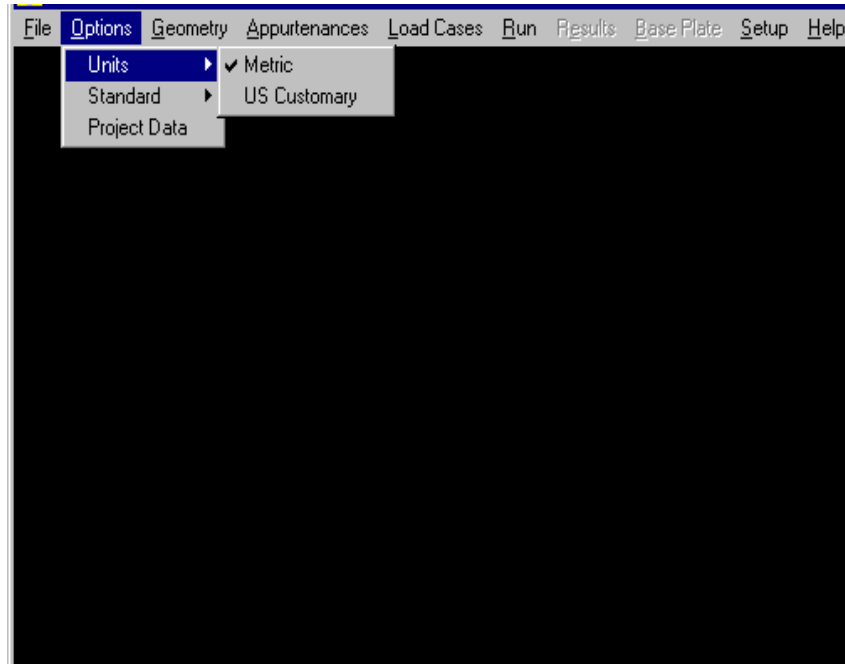 File Options Geometry Appurtenances Load Cases Run Results Base Plate Setup Help
Units ✓ Metric
Standard US Customary
Project Data